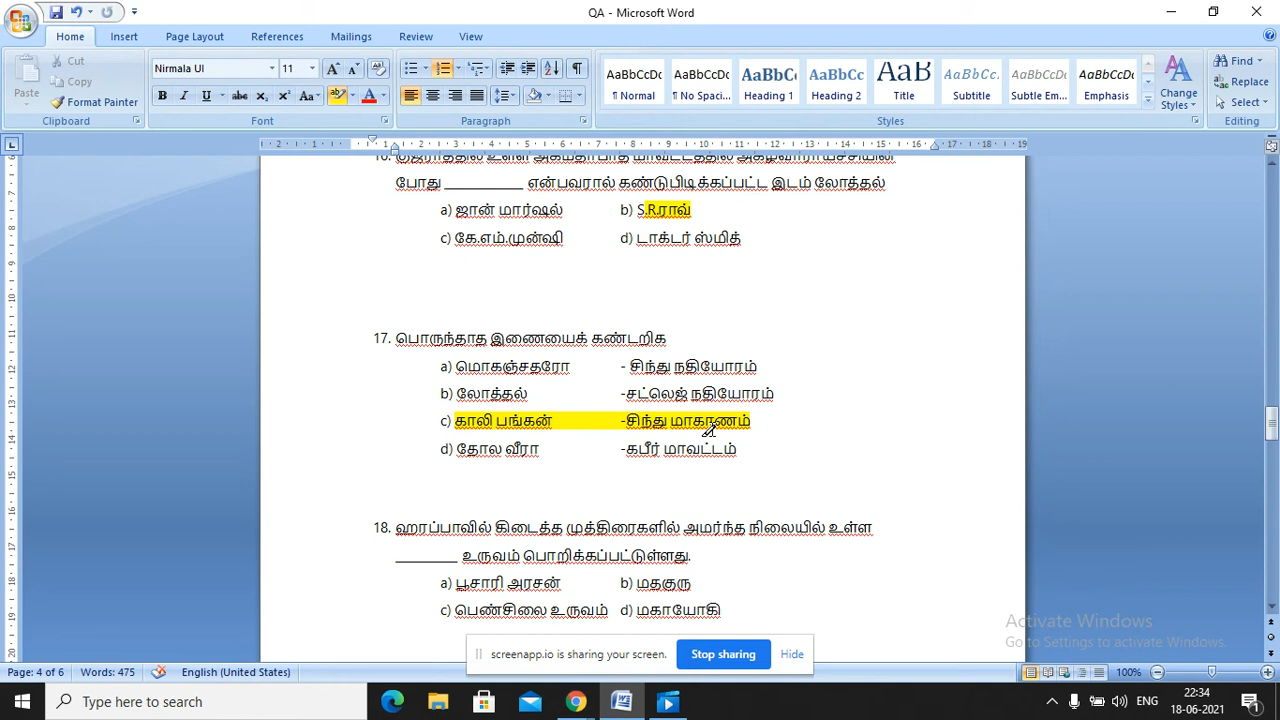 QA - Microsoft Word
Home Insert Page Layout References Mailings Review View
Cut
Copy
Paste
Format Painter
Clipboard
Nirmala UI 11
Font
Paragraph
AaBbCcDc AaBbCcDc AaBbCc AaBbCc AaB AaBbCc. AaBbCcDc AaBbCcDc
¶ Normal ¶ No Spaci... Heading 1 Heading 2 Title Subtitle Subtle Em... Emphasis
Change Styles
Styles
Find
Replace
Select
Editing
போது ____________ என்பவரால் கண்டுபிடிக்கப்பட்ட இடம் லோத்தல்
a) ஜான் மார்ஷல் b) S.R.ராவ்
c) கே.எம்.முன்ஷி d) டாக்டர் ஸ்மித்
17. பொருந்தாத இணையைக் கண்டறிக
a) மொகஞ்சதரோ - சிந்து நதியோரம்
b) லோத்தல் -சட்லெஜ் நதியோரம்
c) காலி பங்கன் -சிந்து மாகாணம்
d) தோல வீரா -கபீர் மாவட்டம்
18. ஹரப்பாவில் கிடைத்த முத்திரைகளில் அமர்ந்த நிலையில் உள்ள
_________ உருவம் பொறிக்கப்பட்டுள்ளது.
a) பூசாரி அரசன் b) மதகுரு
c) பெண்சிலை உருவம் d) மகாயோகி
Activate Windows
Go to Settings to activate Windows.
screenapp.io is sharing your screen. Stop sharing Hide
Page: 4 of 6 Words: 475 English (United States) 100%
Type here to search
ENG 22:34
18-06-2021